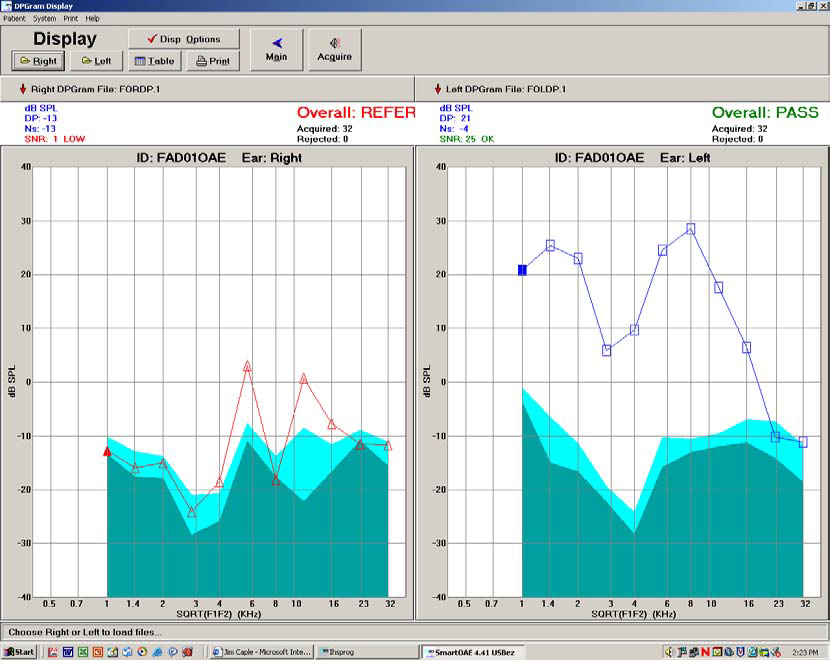 DPGram Display
Patient System Print Help
Display
Disp Options
Right
Left
Table
Print
Main
Acquire
Right DPGram File: FORDP.1
dB SPL
DP: -13
Ns: -13
SNR: 1 LOW
Overall: REFER
Acquired: 32
Rejected: 0
Left DPGram File: FOLDP.1
dB SPL
DP: 21
Ns: -4
SNR: 25 OK
Overall: PASS
Acquired: 32
Rejected: 0
ID: FAD01OAE Ear: Right
40
30
20
10
0
-10
-20
-30
-40
dB SPL
0.5 0.7 1 1.4 2 3 4 6 8 10 16 23 32
SQRT(F1F2) (KHz)
ID: FAD01OAE Ear: Left
40
30
20
10
0
-10
-20
-30
-40
dB SPL
0.5 0.7 1 1.4 2 3 4 6 8 10 16 23 32
SQRT(F1F2) (KHz)
Choose Right or Left to load files...
Start
Jim Caple - Microsoft Inte...
Ihsprog
SmartOAE 4.41 USBez
2:23 PM